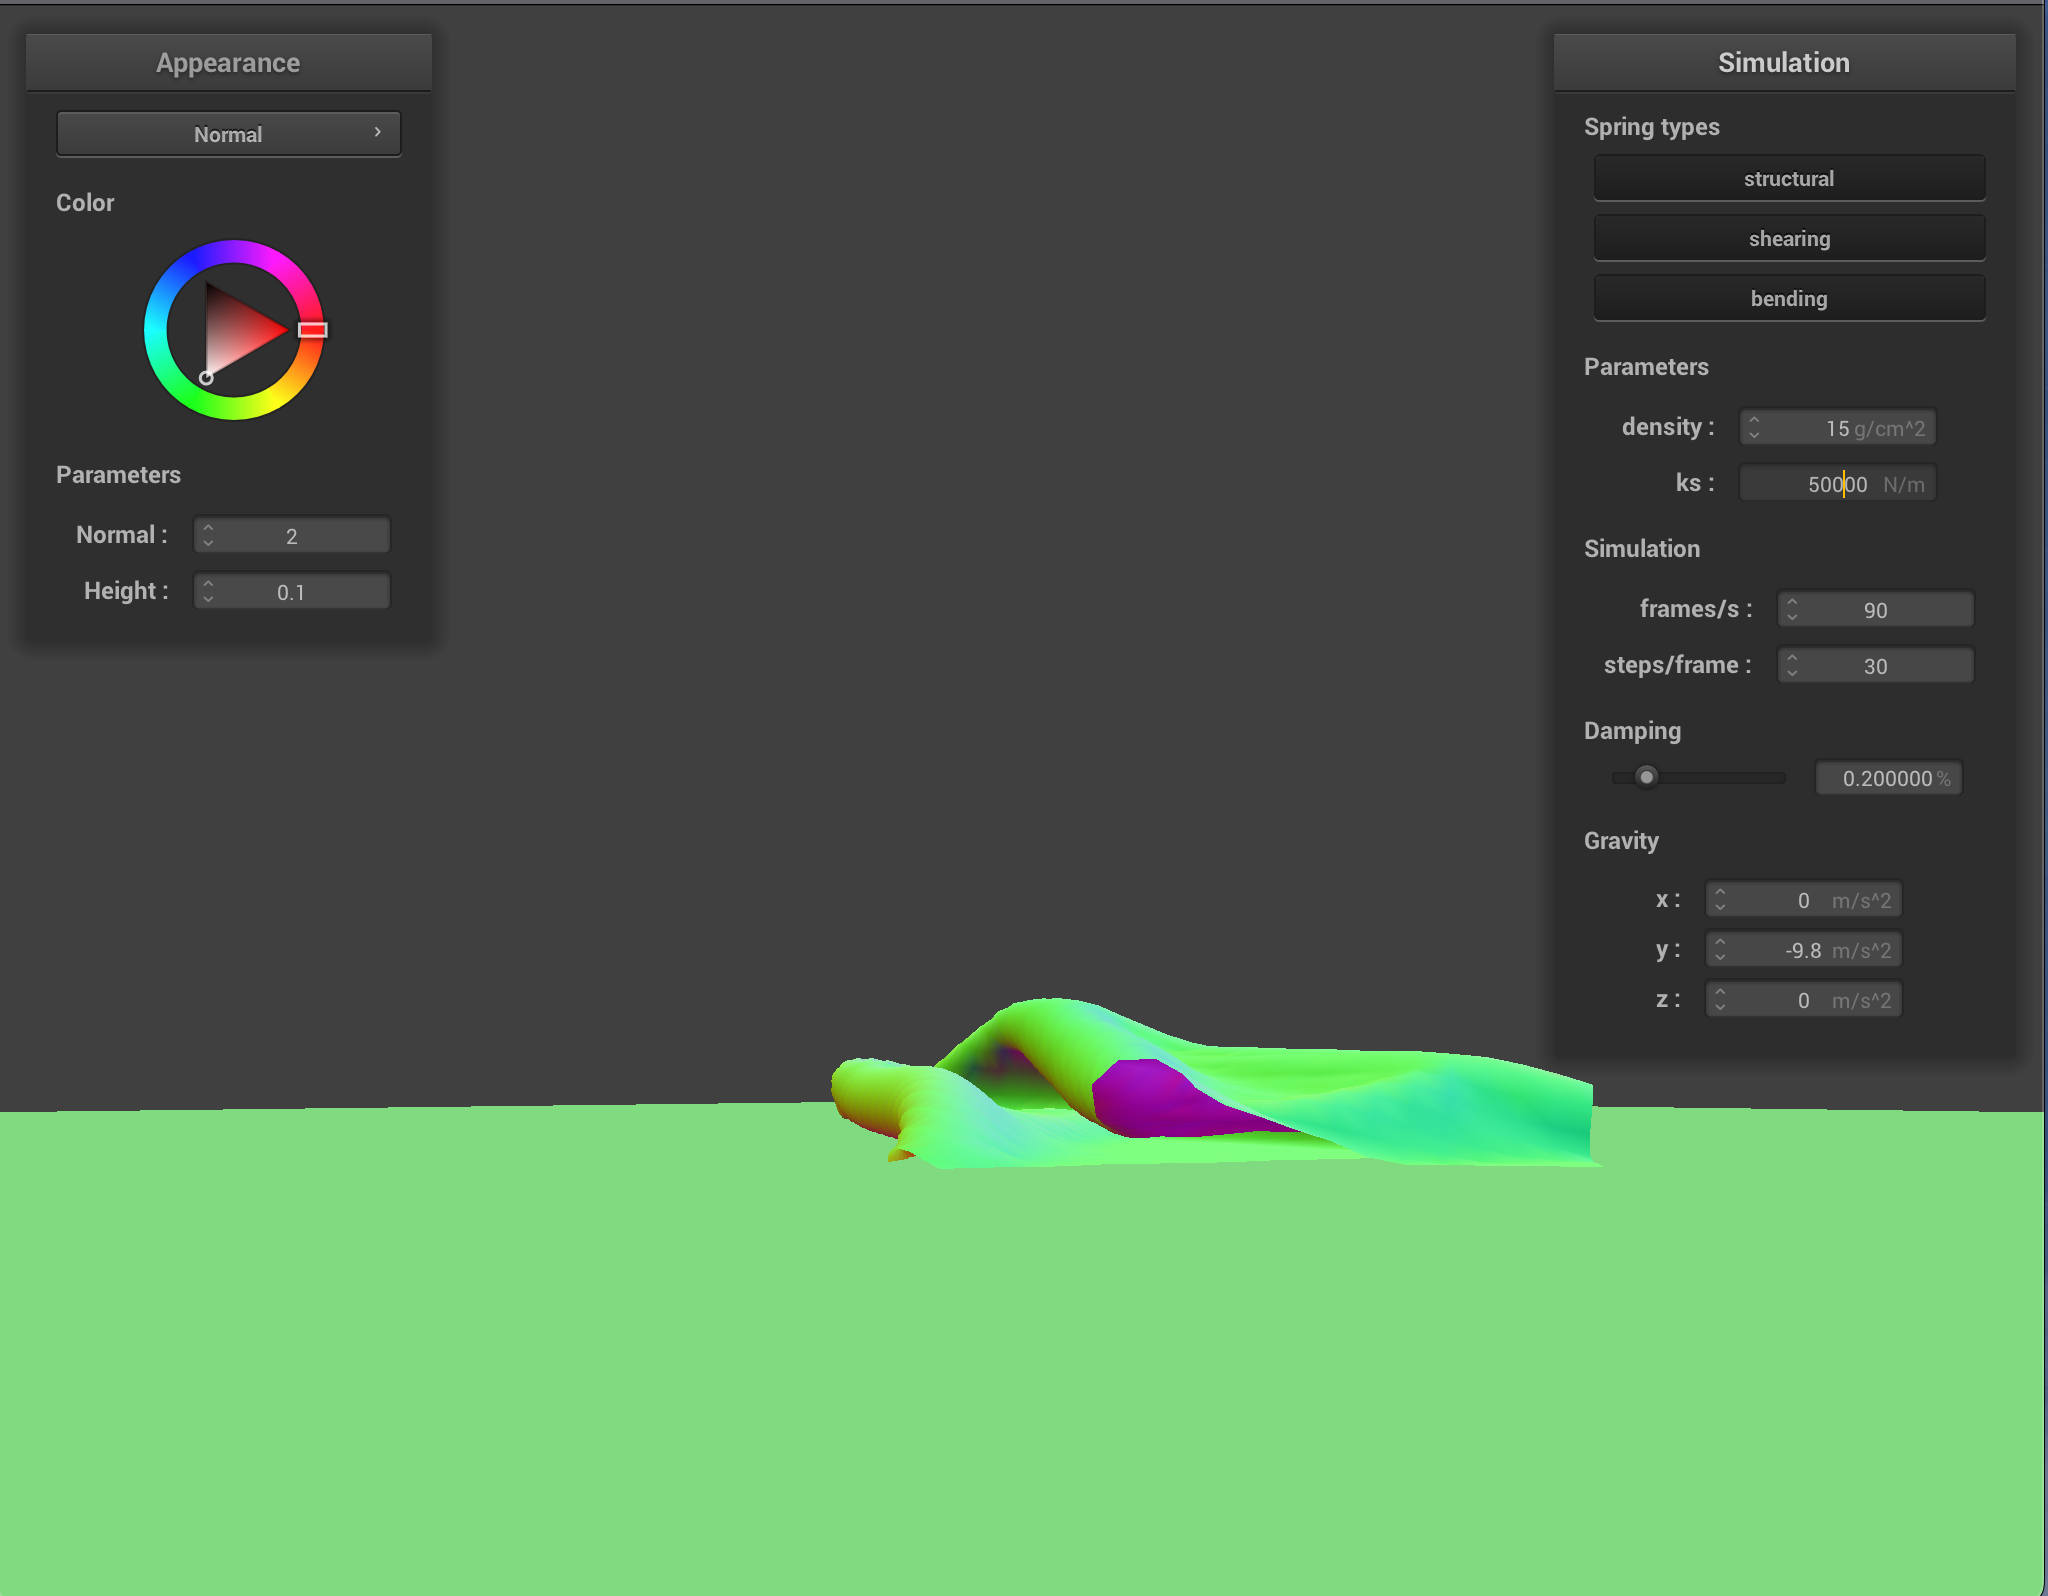 Appearance
Normal
Color
Parameters
Normal : 2
Height : 0.1
Simulation
Spring types
structural
shearing
bending
Parameters
density : 15 g/cm^2
ks : 50000 N/m
Simulation
frames/s : 90
steps/frame : 30
Damping
0.200000 %
Gravity
x : 0 m/s^2
y : -9.8 m/s^2
z : 0 m/s^2